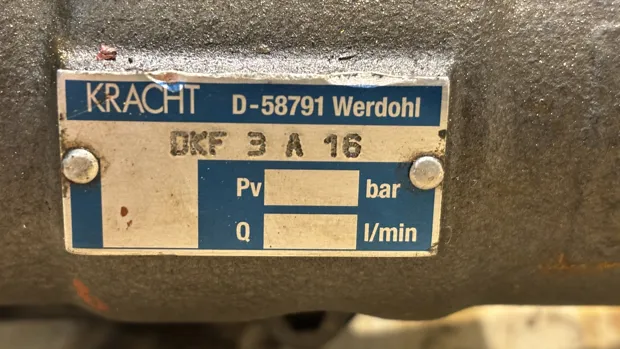 KRACHT D-58791 Werdohl
DKF 3 A 16
Pv bar
Q l/min